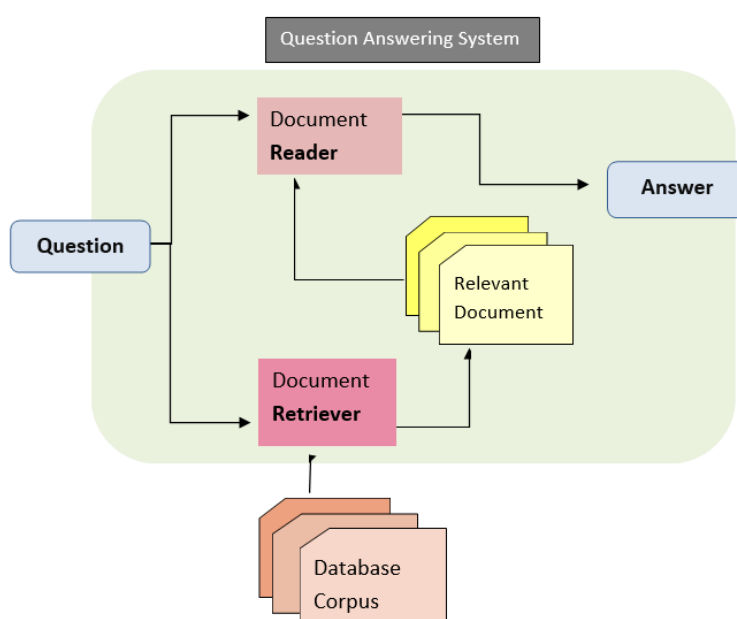 Question Answering System
Document
Reader
Answer
Question
Relevant
Document
Document
Retriever
Database
Corpus